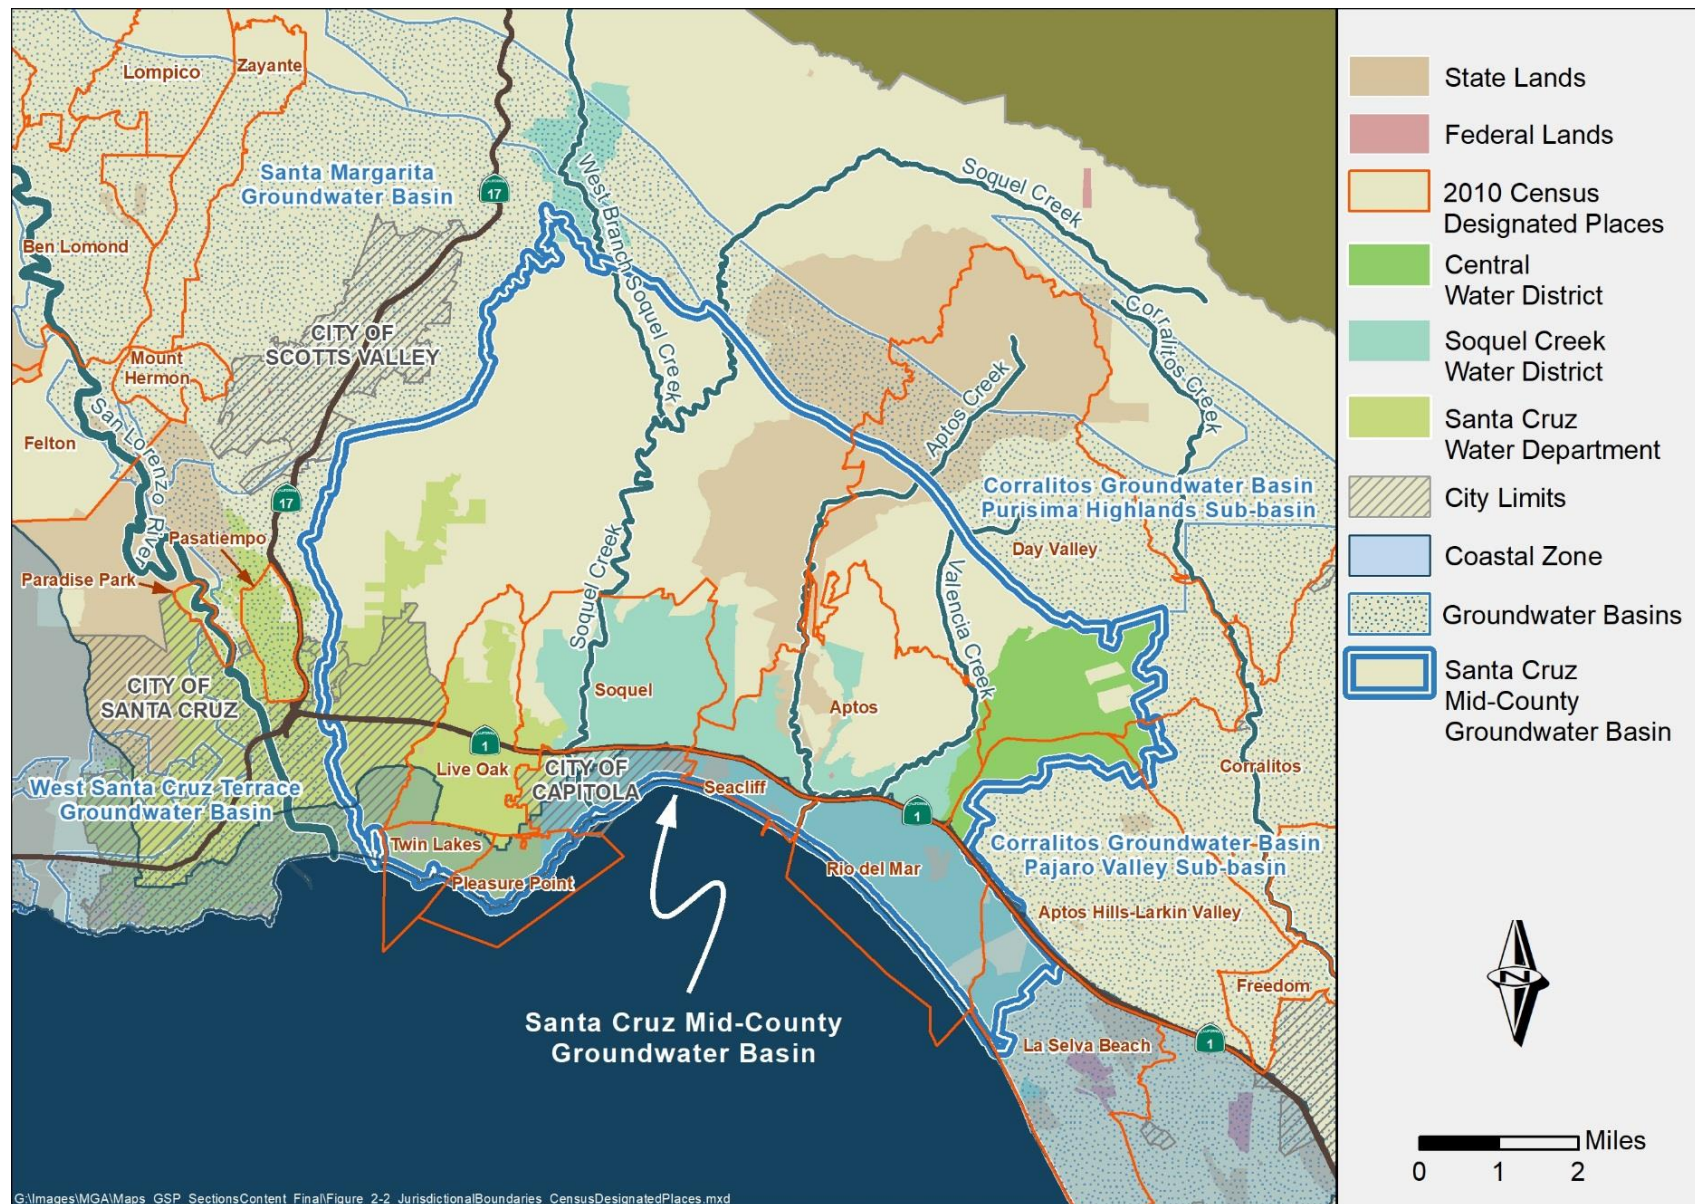 Lompico
Zayante
Santa Margarita
Groundwater Basin
17
West Branch Soquel Creek
Soquel Creek
Ben Lomond
CITY OF
SCOTTS VALLEY
Mount
Hermon
Corralitos Creek
Aptos Creek
Felton
San Lorenzo River
17
Corralitos Groundwater Basin
Purisima Highlands Sub-basin
Pasatiempo
Day Valley
Paradise Park
Soquel Creek
Valencia Creek
CITY OF
SANTA CRUZ
Soquel
Aptos
1
Live Oak
CITY OF
CAPITOLA
Seacliff
Corralitos
West Santa Cruz Terrace
Groundwater Basin
1
Twin Lakes
Corralitos Groundwater Basin
Pajaro Valley Sub-basin
Rio del Mar
Pleasure Point
Aptos Hills-Larkin Valley
Freedom
Santa Cruz Mid-County
Groundwater Basin
La Selva Beach
1
G:\Images\MGA\Maps_GSP_SectionsContent_Final\Figure_2-2_JurisdictionalBoundaries_CensusDesignatedPlaces.mxd
State Lands
Federal Lands
2010 Census
Designated Places
Central
Water District
Soquel Creek
Water District
Santa Cruz
Water Department
City Limits
Coastal Zone
Groundwater Basins
Santa Cruz
Mid-County
Groundwater Basin
N
Miles
0 1 2